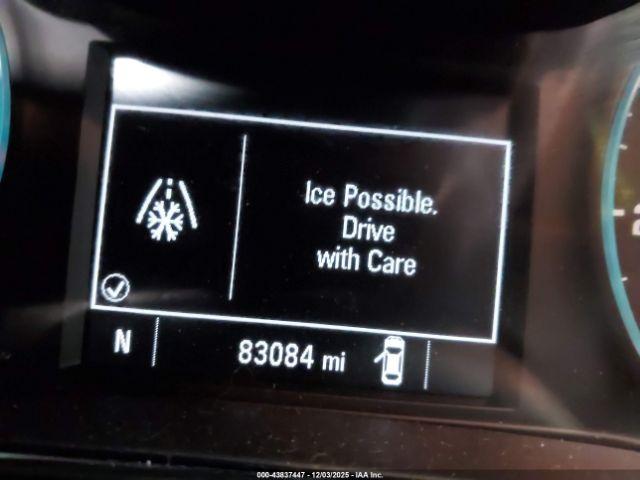 Ice Possible.
Drive
with Care
N 83084 mi
000-43837447 - 12/03/2025 - IAA Inc.